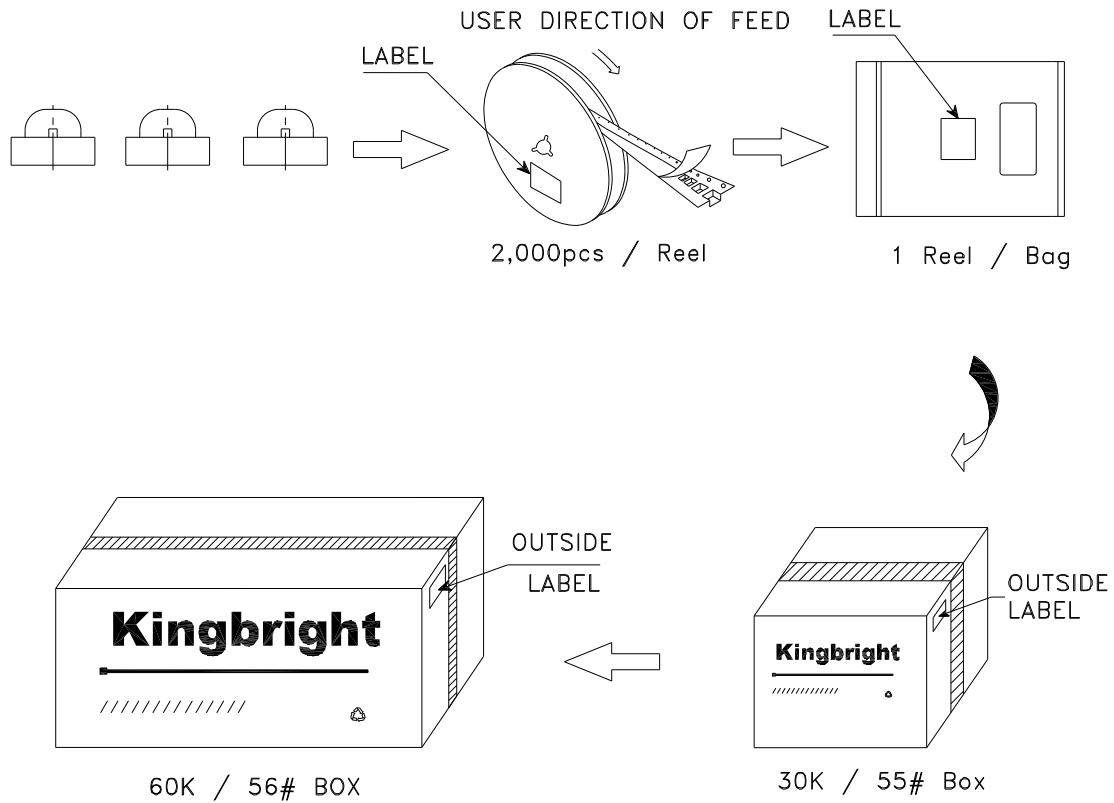 USER DIRECTION OF FEED
LABEL
LABEL
2,000pcs / Reel
1 Reel / Bag
OUTSIDE
LABEL
OUTSIDE
LABEL
Kingbright
Kingbright
60K / 56# BOX
30K / 55# Box